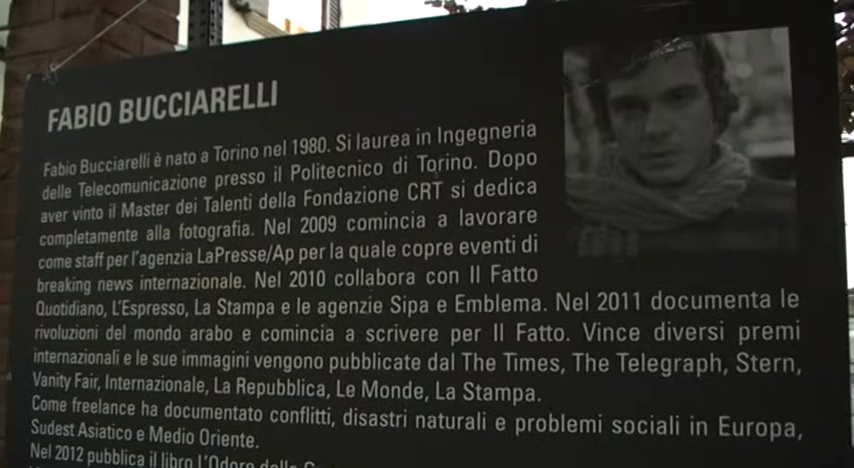 FABIO BUCCIARELLI
Fabio Bucciarelli è nato a Torino nel 1980. Si laurea in Ingegneria
delle Telecomunicazione presso il Politecnico di Torino. Dopo
aver vinto il Master dei Talenti della Fondazione CRT si dedica
completamente alla fotografia. Nel 2009 comincia a lavorare
come staff per l'agenzia LaPresse/Ap per la quale copre eventi di
breaking news internazionale. Nel 2010 collabora con Il Fatto
Quotidiano, L'Espresso, La Stampa e le agenzie Sipa e Emblema. Nel 2011 documenta le
rivoluzioni del mondo arabo e comincia a scrivere per Il Fatto. Vince diversi premi
internazionali e le sue immagini vengono pubblicate dal The Times, The Telegraph, Stern,
Vanity Fair, Internazionale, La Repubblica, Le Monde, La Stampa.
Come freelance ha documentato conflitti, disastri naturali e problemi sociali in Europa,
Sudest Asiatico e Medio Oriente.
Nel 2012 pubblica il libro L'Odore della